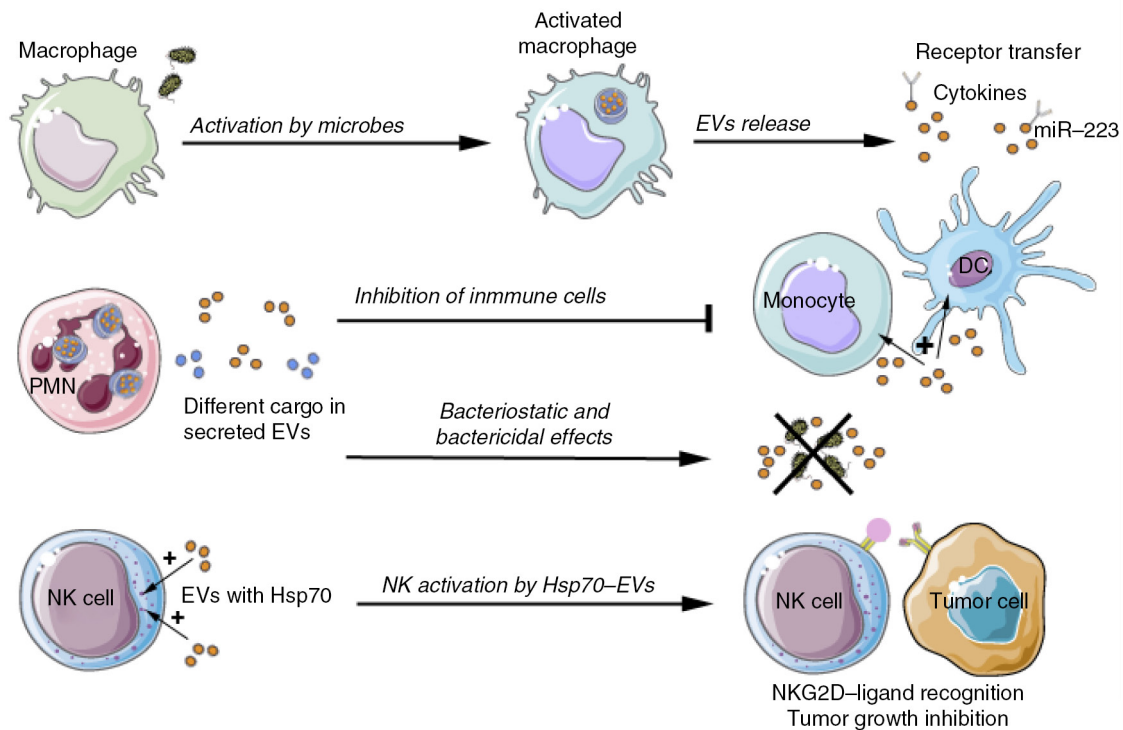 Macrophage
Activation by microbes
Activated
macrophage
EVs release
Receptor transfer
Cytokines
miR–223
PMN
Different cargo in
secreted EVs
Inhibition of inmmune cells
Monocyte
DC
+
Bacteriostatic and
bactericidal effects
NK cell
+
+
EVs with Hsp70
NK activation by Hsp70–EVs
NK cell
Tumor cell
NKG2D–ligand recognition
Tumor growth inhibition